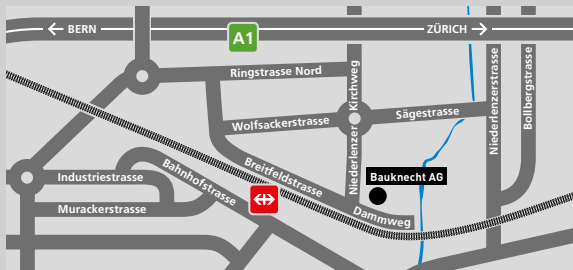 BERN
A1
ZÜRICH
Ringstrasse Nord
Niederlenzer Kirchweg
Wolfsackerstrasse
Sägestrasse
Niederlenzerstrasse
Bollbergstrasse
Breitfeldstrasse
Bauknecht AG
Industriestrasse
Bahnhofstrasse
Murackerstrasse
Dammweg